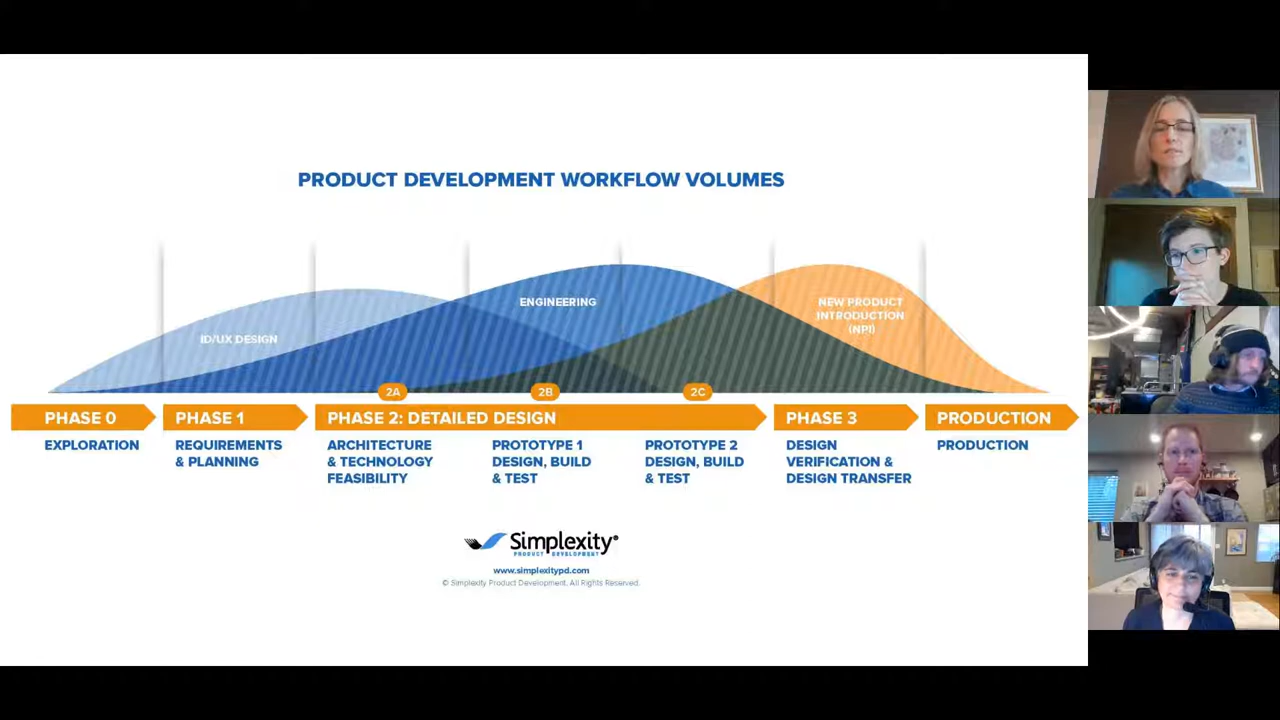 PRODUCT DEVELOPMENT WORKFLOW VOLUMES
ID/UX DESIGN
ENGINEERING
NEW PRODUCT
INTRODUCTION
(NPI)
2A
2B
2C
PHASE 0
PHASE 1
PHASE 2: DETAILED DESIGN
PHASE 3
PRODUCTION
EXPLORATION
REQUIREMENTS
& PLANNING
ARCHITECTURE
& TECHNOLOGY
FEASIBILITY
PROTOTYPE 1
DESIGN, BUILD
& TEST
PROTOTYPE 2
DESIGN, BUILD
& TEST
DESIGN
VERIFICATION &
DESIGN TRANSFER
PRODUCTION
Simplexity®
PRODUCT DEVELOPMENT
www.simplexitypd.com
© Simplexity Product Development. All Rights Reserved.